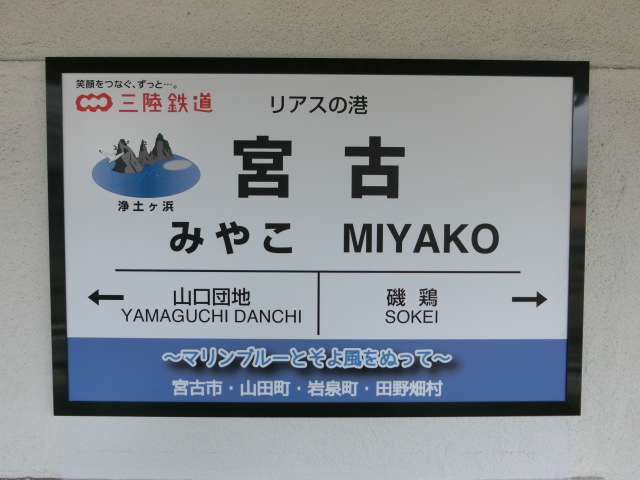 笑顔をつなぐ、ずっと…。
三陸鉄道
リアスの港
浄土ヶ浜
宮古
みやこ MIYAKO
← 山口団地 磯鶏 →
YAMAGUCHI DANCHI SOKEI
～マリンブルーとそよ風をぬって～
宮古市・山田町・岩泉町・田野畑村